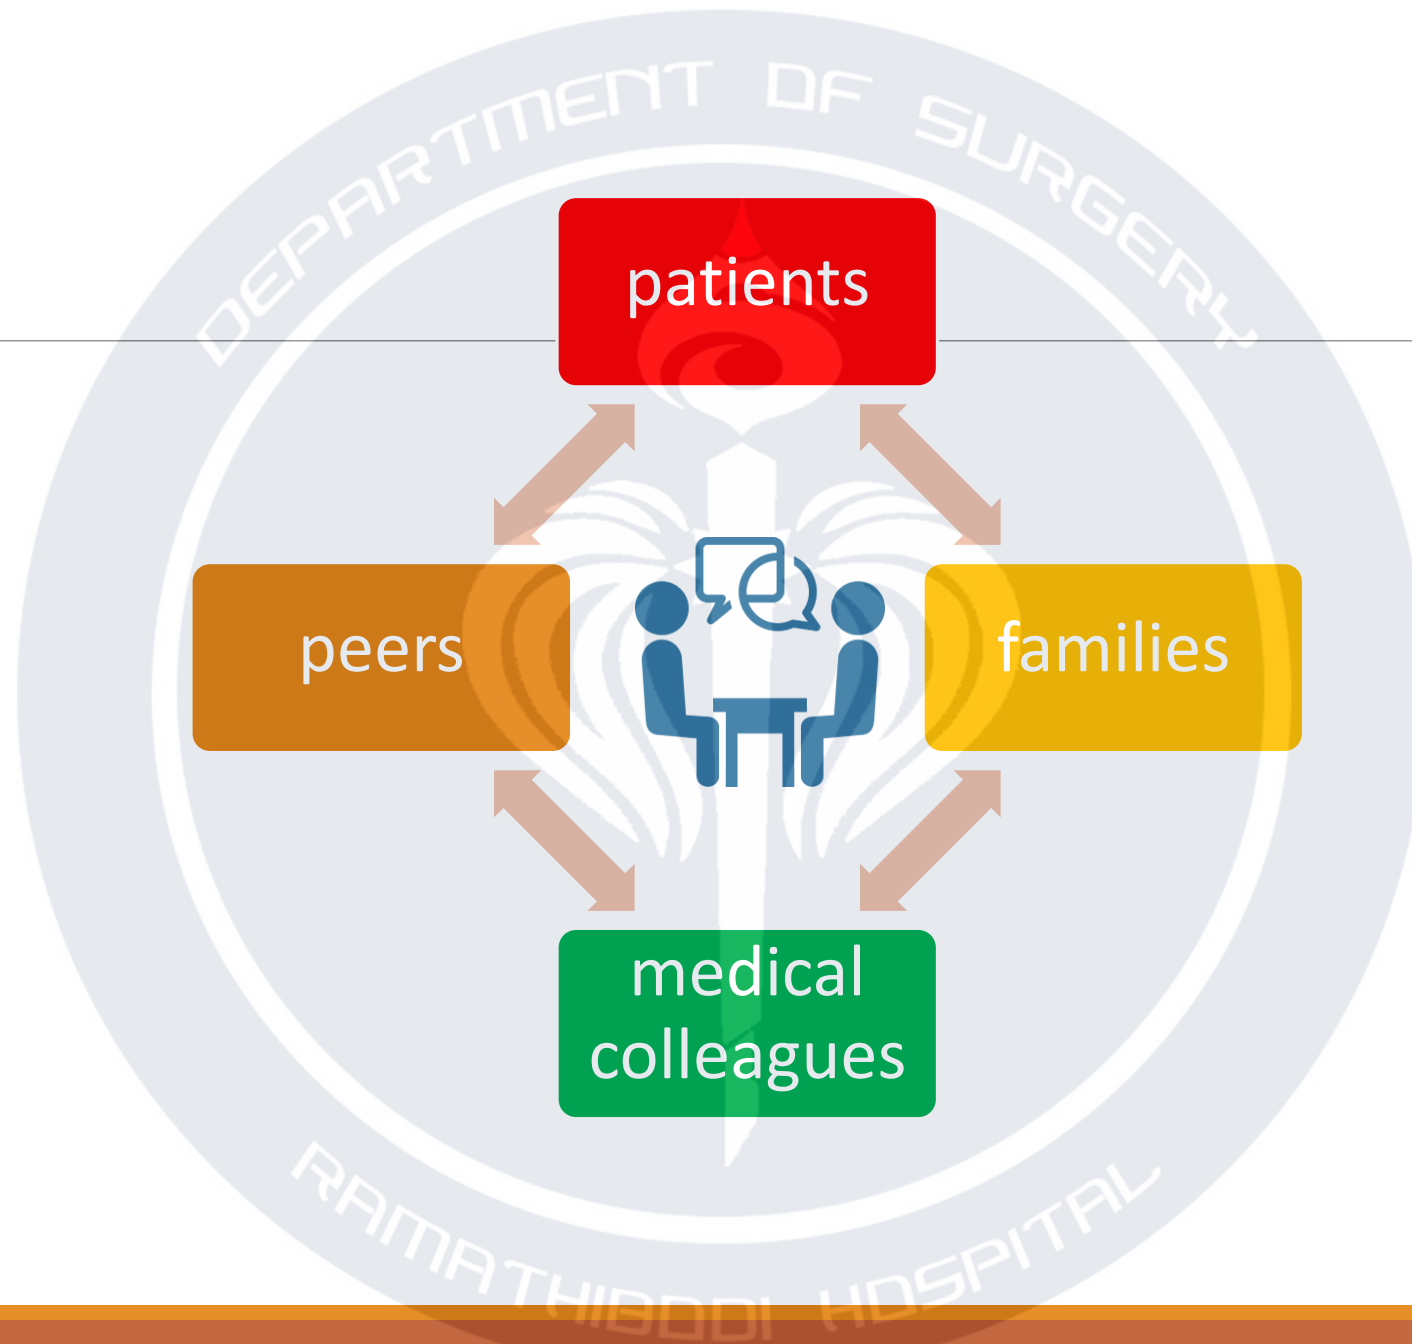 DEPARTMENT OF SURGERY
patients
peers
families
medical
colleagues
RAMATHIBODI HOSPITAL